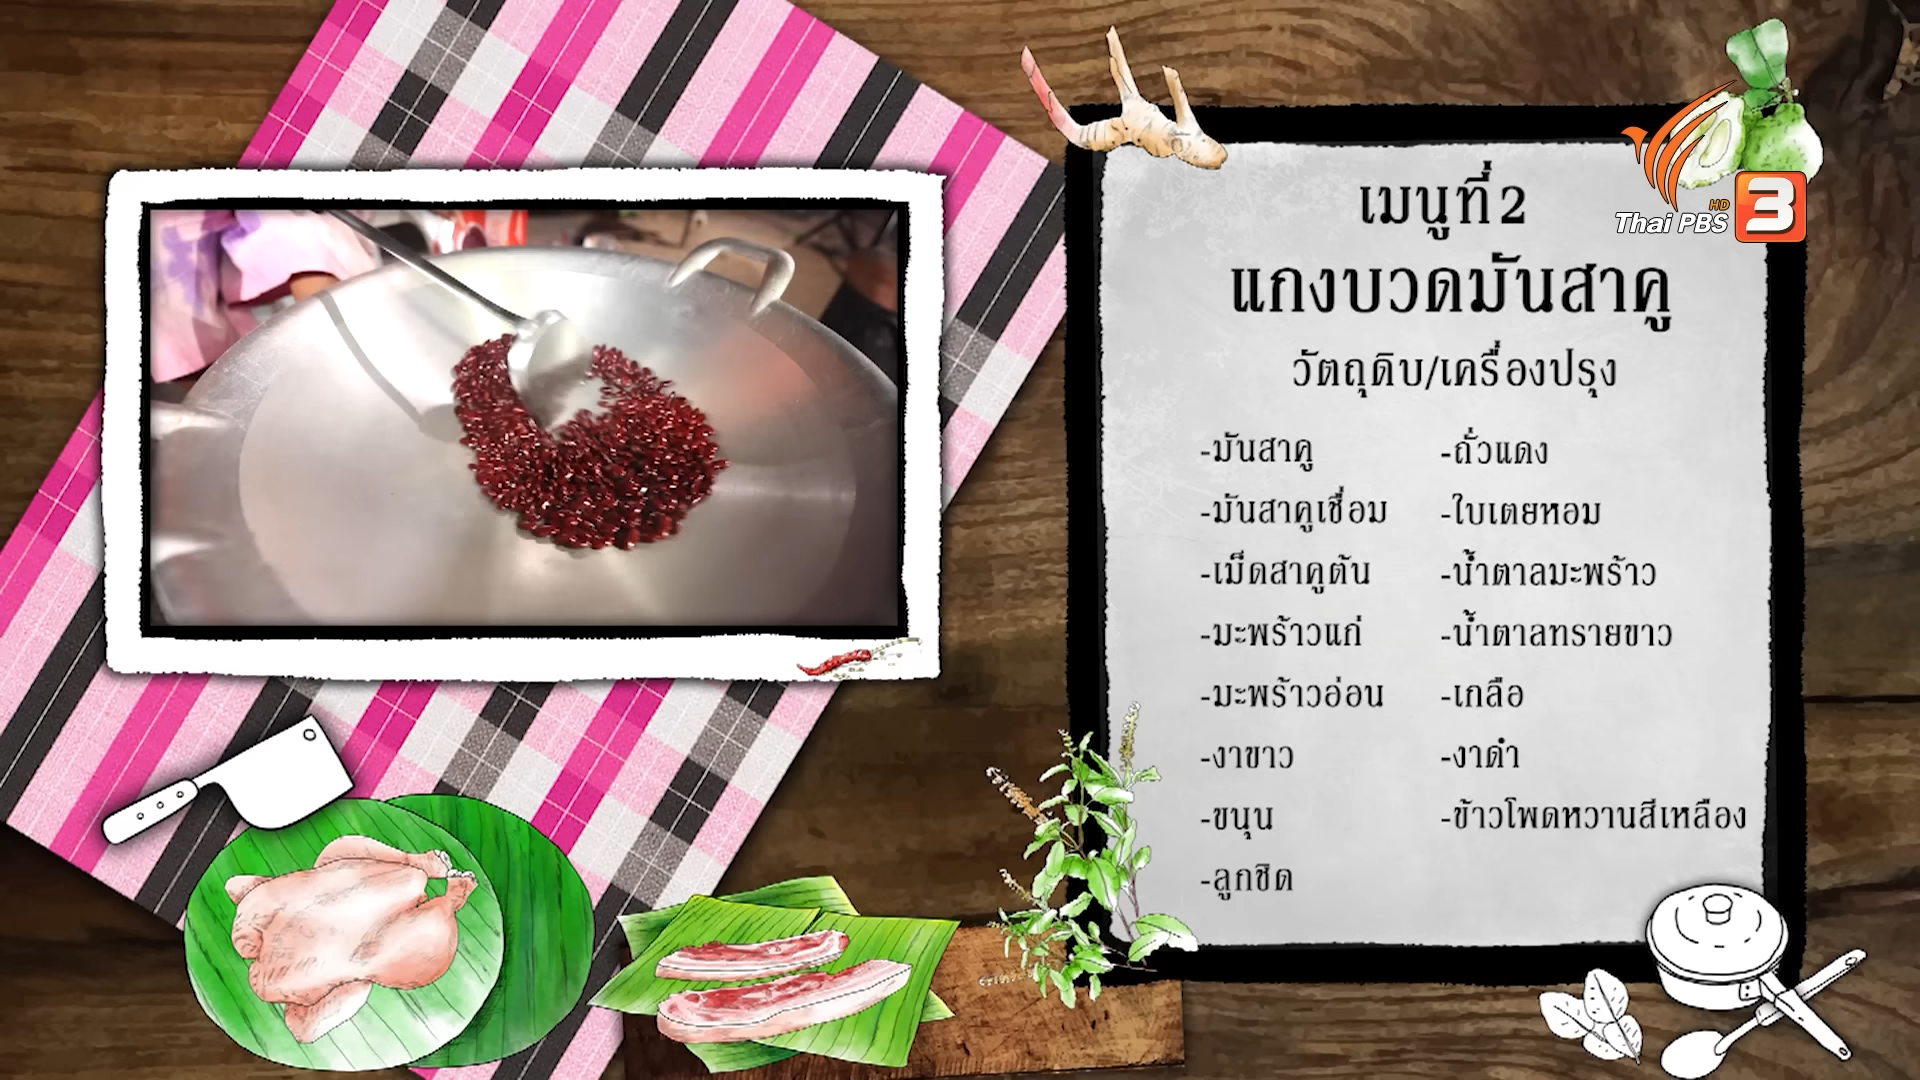 เมนูที่ 2
แกงบวดมันสาคู
วัตถุดิบ/เครื่องปรุง
-มันสาคู
-มันสาคูเชื่อม
-เม็ดสาคูต้น
-มะพร้าวแก่
-มะพร้าวอ่อน
-งาขาว
-ขนุน
-ลูกชิด
-ถั่วแดง
-ใบเตยหอม
-น้ำตาลมะพร้าว
-น้ำตาลทรายขาว
-เกลือ
-งาดำ
-ข้าวโพดหวานสีเหลือง
HD
Thai PBS 3